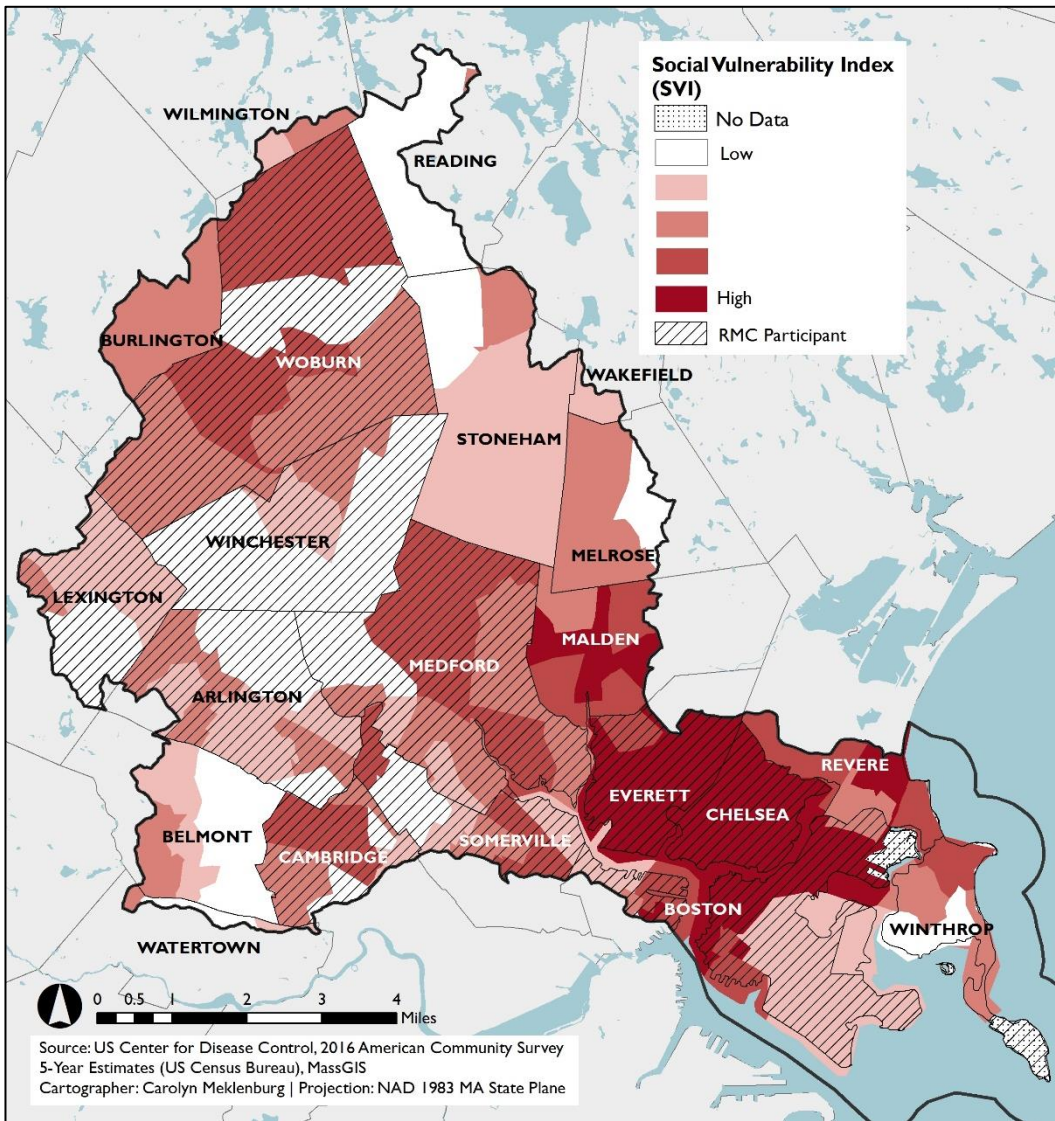 Social Vulnerability Index
(SVI)
No Data
Low
High
RMC Participant
WILMINGTON
READING
BURLINGTON
WOBURN
WAKEFIELD
STONEHAM
WINCHESTER
MELROSE
LEXINGTON
MALDEN
MEDFORD
ARLINGTON
REVERE
EVERETT
CHELSEA
BELMONT
SOMERVILLE
CAMBRIDGE
BOSTON
WINTHROP
WATERTOWN
0 0.5 1 2 3 4
Miles
Source: US Center for Disease Control, 2016 American Community Survey
5-Year Estimates (US Census Bureau), MassGIS
Cartographer: Carolyn Meklenburg | Projection: NAD 1983 MA State Plane